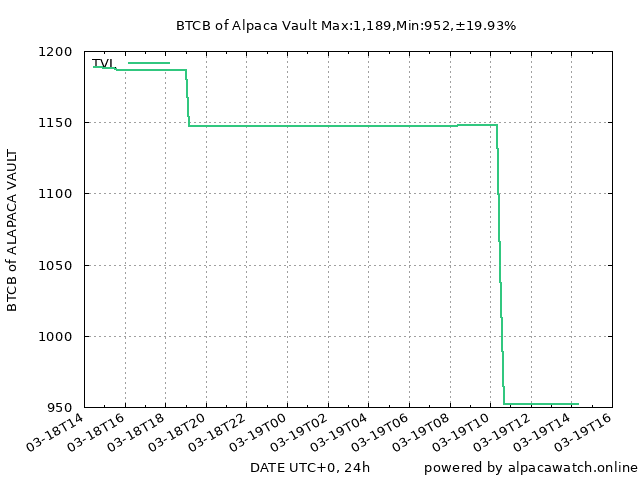 BTCB of Alpaca Vault Max:1,189,Min:952,±19.93%
BTCB of ALAPACA VAULT
TVL
1200
1150
1100
1050
1000
950
03-18T14
03-18T16
03-18T18
03-18T20
03-18T22
03-19T00
03-19T02
03-19T04
03-19T06
03-19T08
03-19T10
03-19T12
03-19T14
03-19T16
DATE UTC+0, 24h
powered by alpacawatch.online